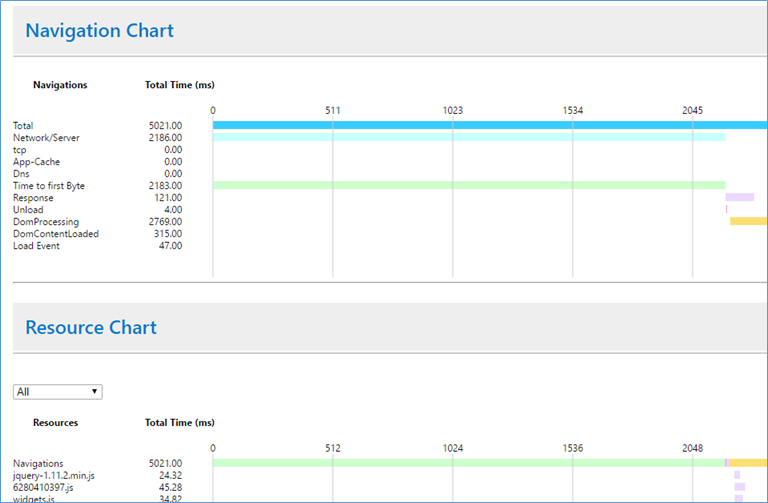 Navigation Chart
Navigations Total Time (ms)
0 511 1023 1534 2045
Total 5021.00
Network/Server 2186.00
tcp 0.00
App-Cache 0.00
Dns 0.00
Time to first Byte 2183.00
Response 121.00
Unload 4.00
DomProcessing 2769.00
DomContentLoaded 315.00
Load Event 47.00
Resource Chart
All
Resources Total Time (ms)
0 512 1024 1536 2048
Navigations 5021.00
jquery-1.11.2.min.js 24.32
6280410397.js 45.28
widgets.js 34.82